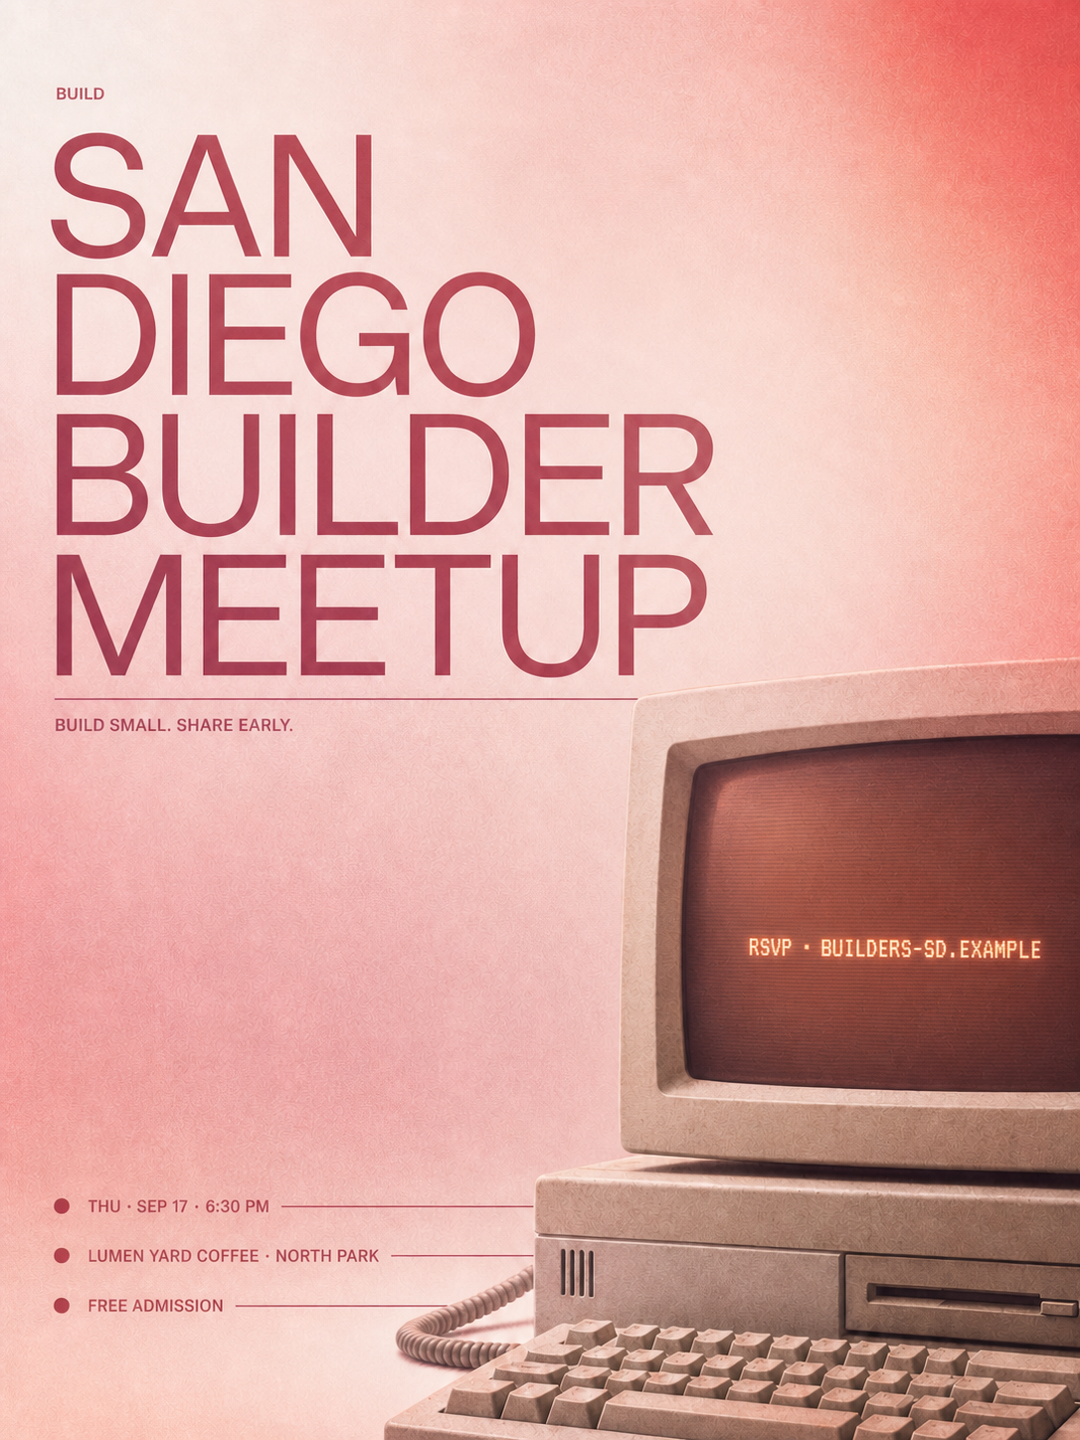 BUILD
SAN
DIEGO
BUILDER
MEETUP
BUILD SMALL. SHARE EARLY.
RSVP · BUILDERS-SD.EXAMPLE
THU · SEP 17 · 6:30 PM
LUMEN YARD COFFEE · NORTH PARK
FREE ADMISSION